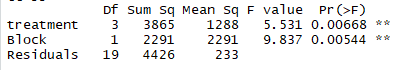 Df Sum Sq Mean Sq F value Pr(>F)
treatment 3 3865 1288 5.531 0.00668 **
Block 1 2291 2291 9.837 0.00544 **
Residuals 19 4426 233